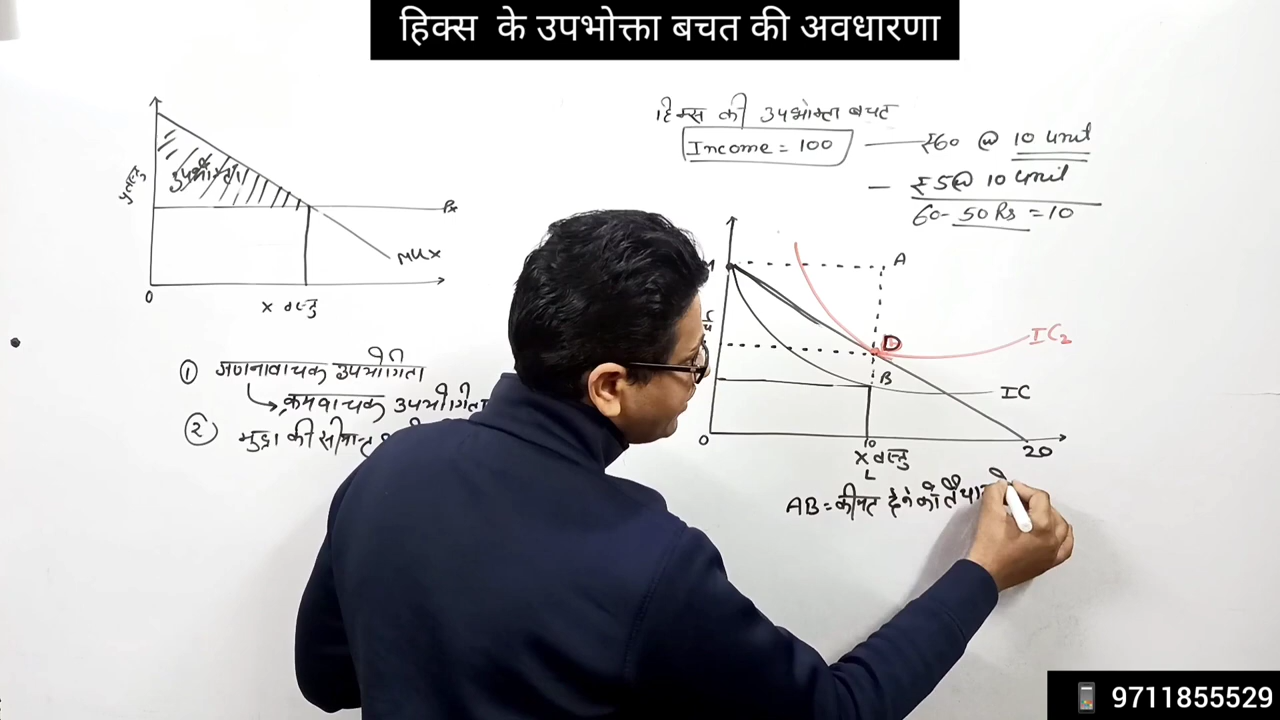 हिक्स के उपभोक्ता बचत की अवधारणा
हिक्स की उपभोक्ता बचत
Income = 100
₹60 @ 10 Unit
- ₹5@ 10 Unit
60- 50 Rs = 10
Px
MUx
0
X वस्तु
① गणनावाचक उपयोगिता
क्रमवाचक उपयोगिता
② मुद्रा की सीमान्त
M
A
D
IC₂
B
IC
0
10
20
X वस्तु
L
AB = कीमत देने को तैयार
9711855529